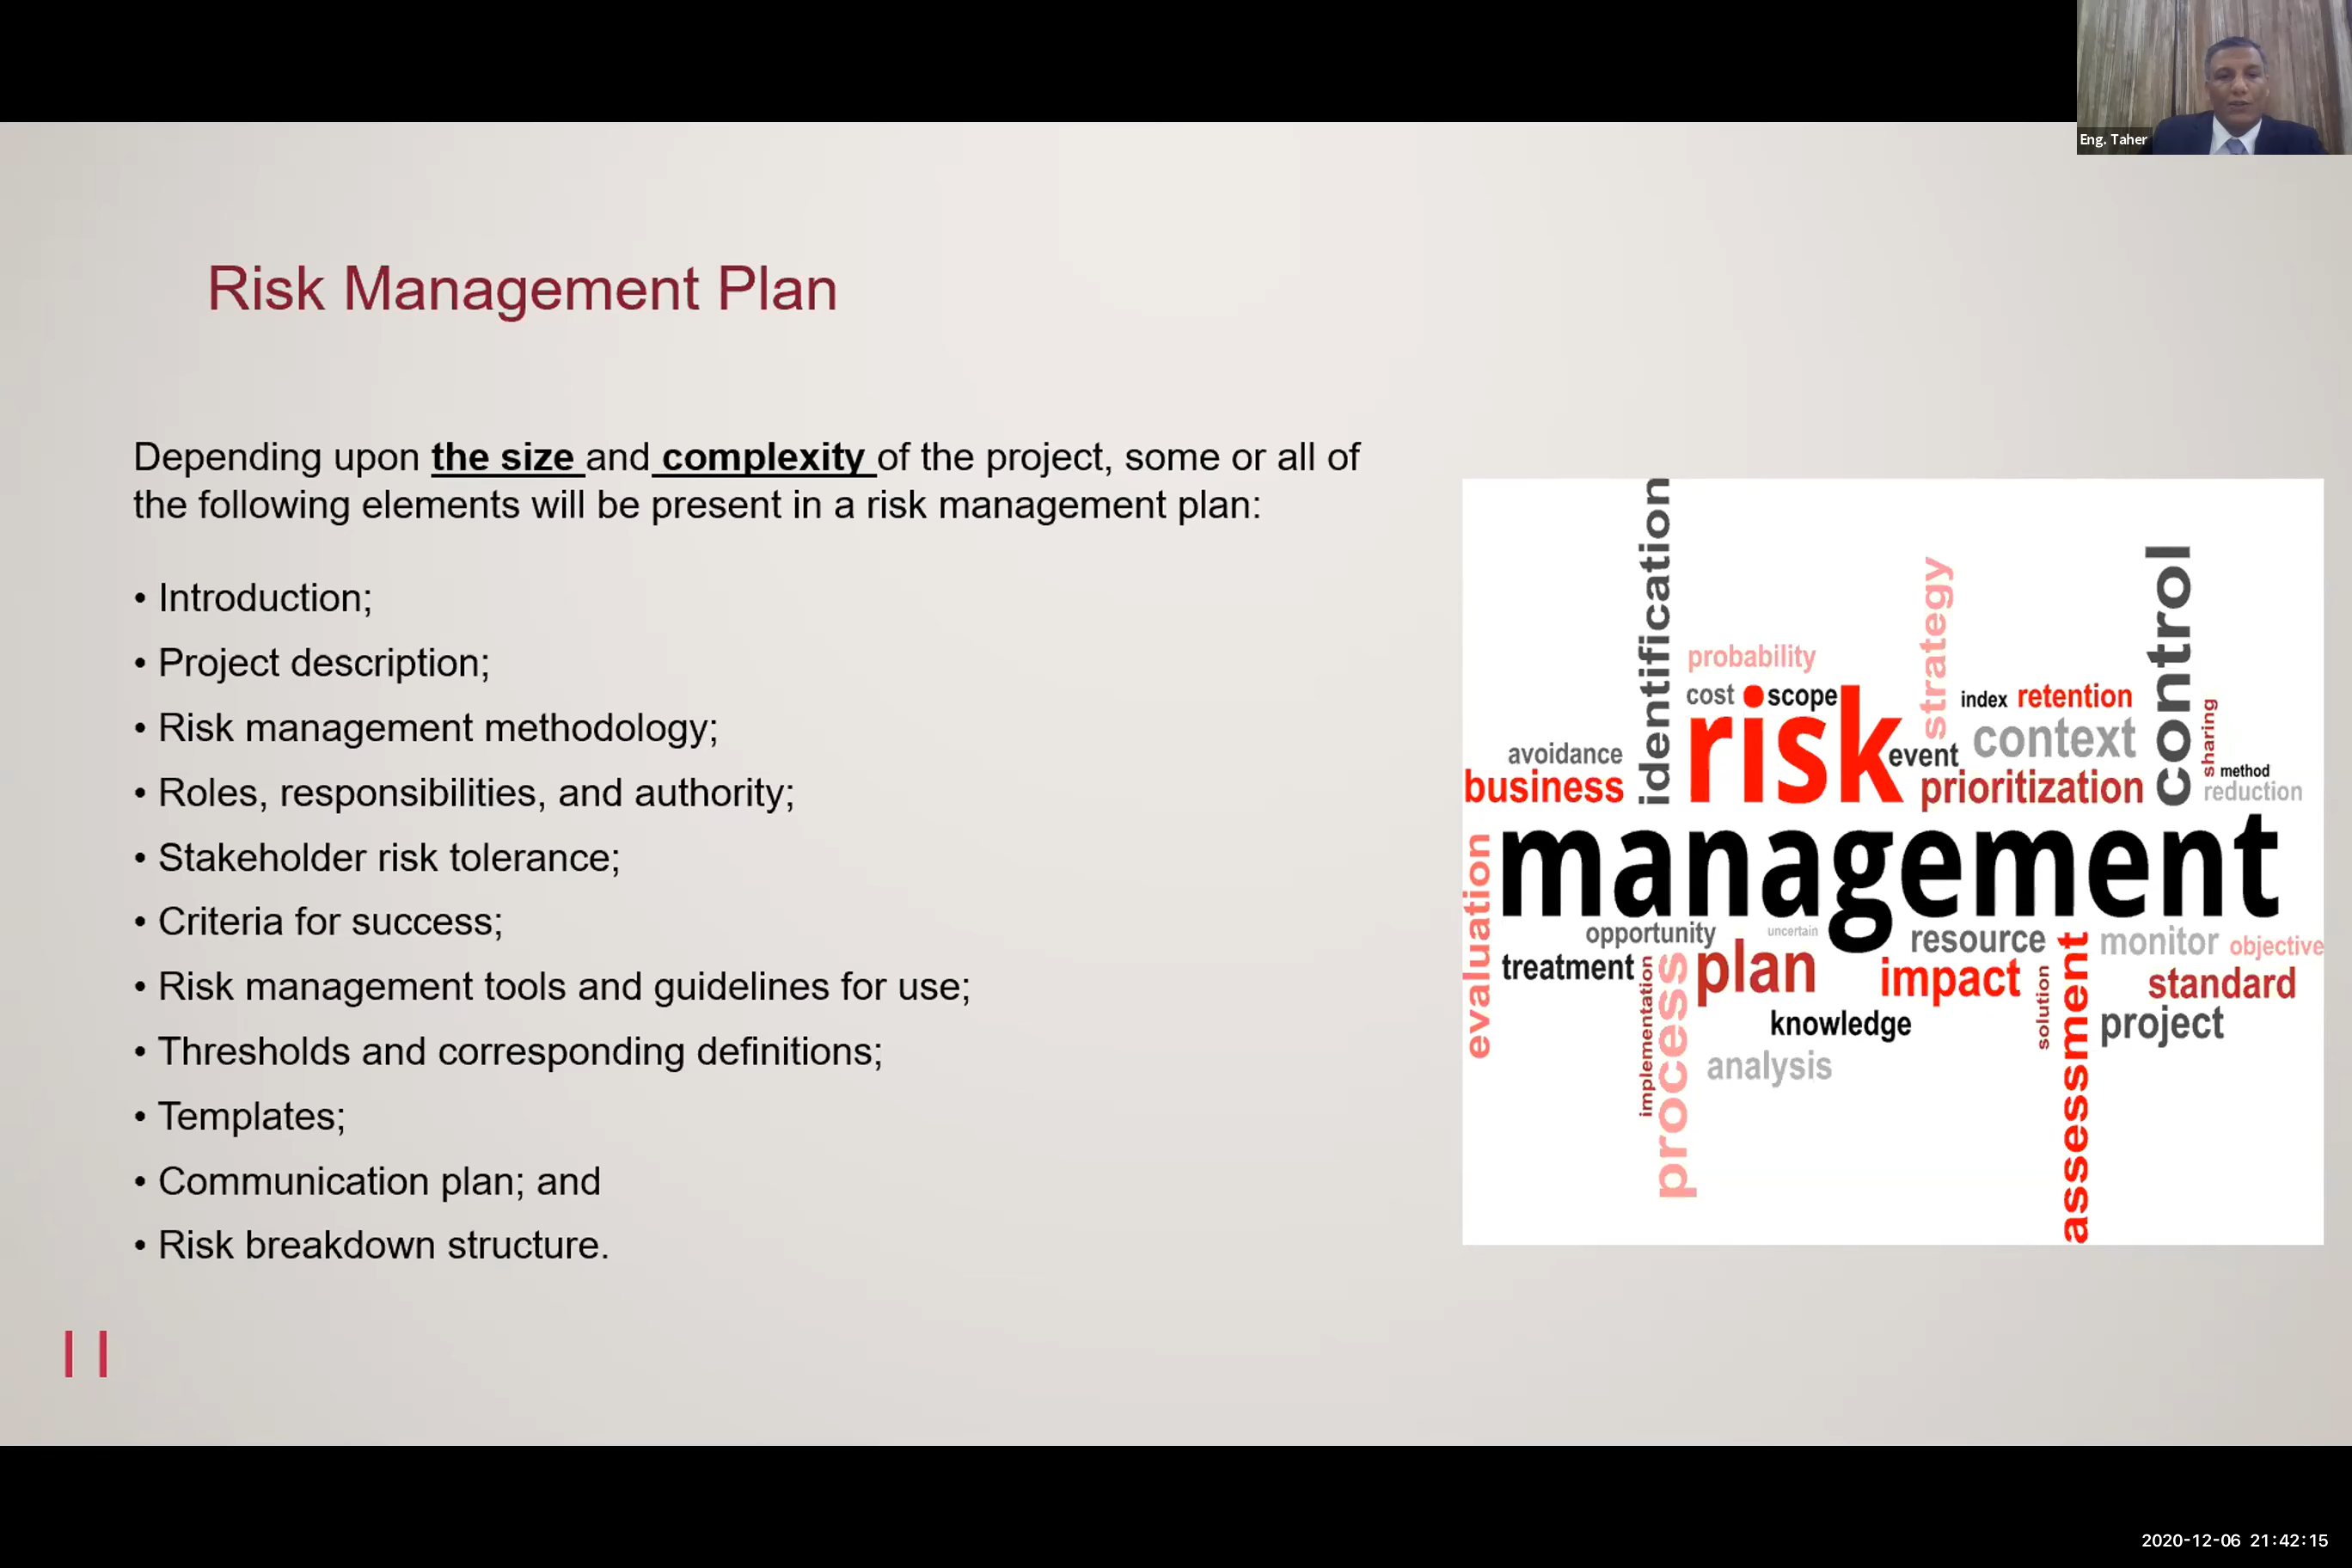 Eng. Taher
Risk Management Plan
Depending upon the size and complexity of the project, some or all of
the following elements will be present in a risk management plan:
• Introduction;
• Project description;
• Risk management methodology;
• Roles, responsibilities, and authority;
• Stakeholder risk tolerance;
• Criteria for success;
• Risk management tools and guidelines for use;
• Thresholds and corresponding definitions;
• Templates;
• Communication plan; and
• Risk breakdown structure.
identification
probability
strategy
control
cost
scope
index
retention
risk
context
sharing
avoidance
event
method
business
prioritization
reduction
management
evaluation
opportunity
uncertain
resource
monitor
objective
treatment
implementation
process
plan
impact
solution
assessment
standard
knowledge
project
analysis
11
2020-12-06 21:42:15